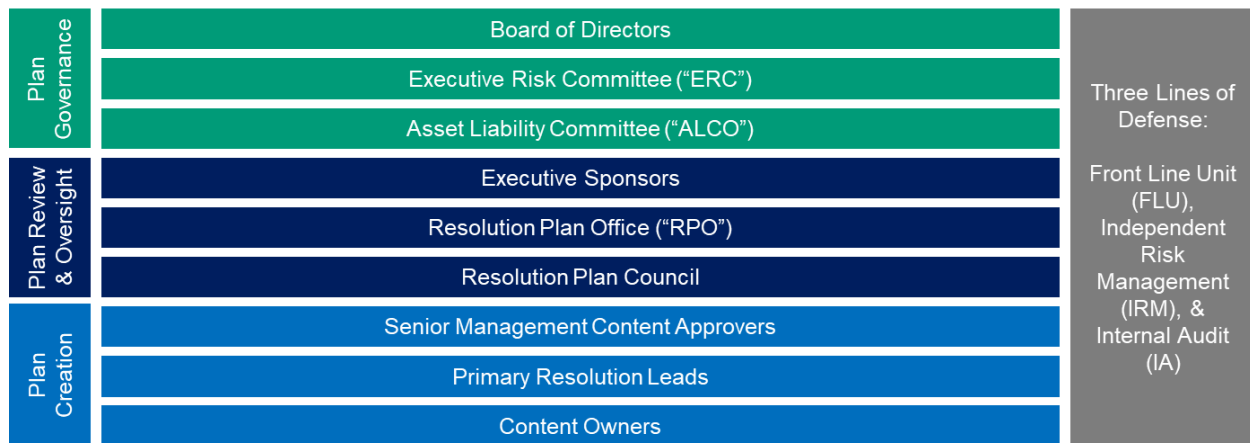 Plan
Governance
Board of Directors
Executive Risk Committee (“ERC”)
Asset Liability Committee (“ALCO”)
Plan Review
& Oversight
Executive Sponsors
Resolution Plan Office (“RPO”)
Resolution Plan Council
Plan
Creation
Senior Management Content Approvers
Primary Resolution Leads
Content Owners
Three Lines of
Defense:
Front Line Unit
(FLU),
Independent
Risk
Management
(IRM), &
Internal Audit
(IA)